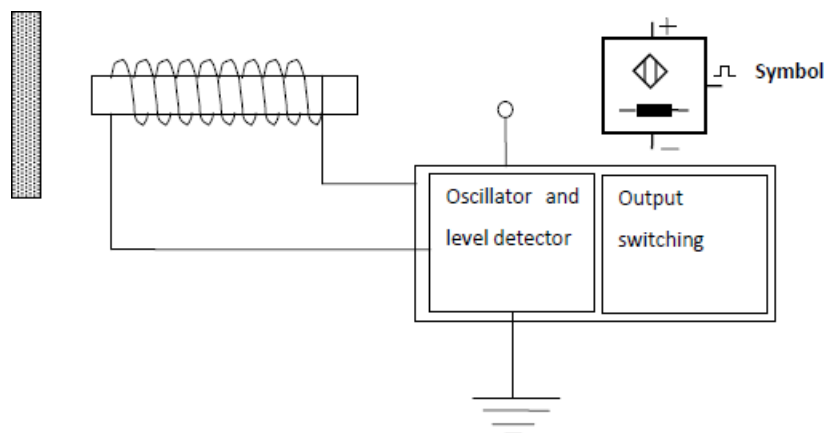 +
Symbol
−
Oscillator and
level detector
Output
switching